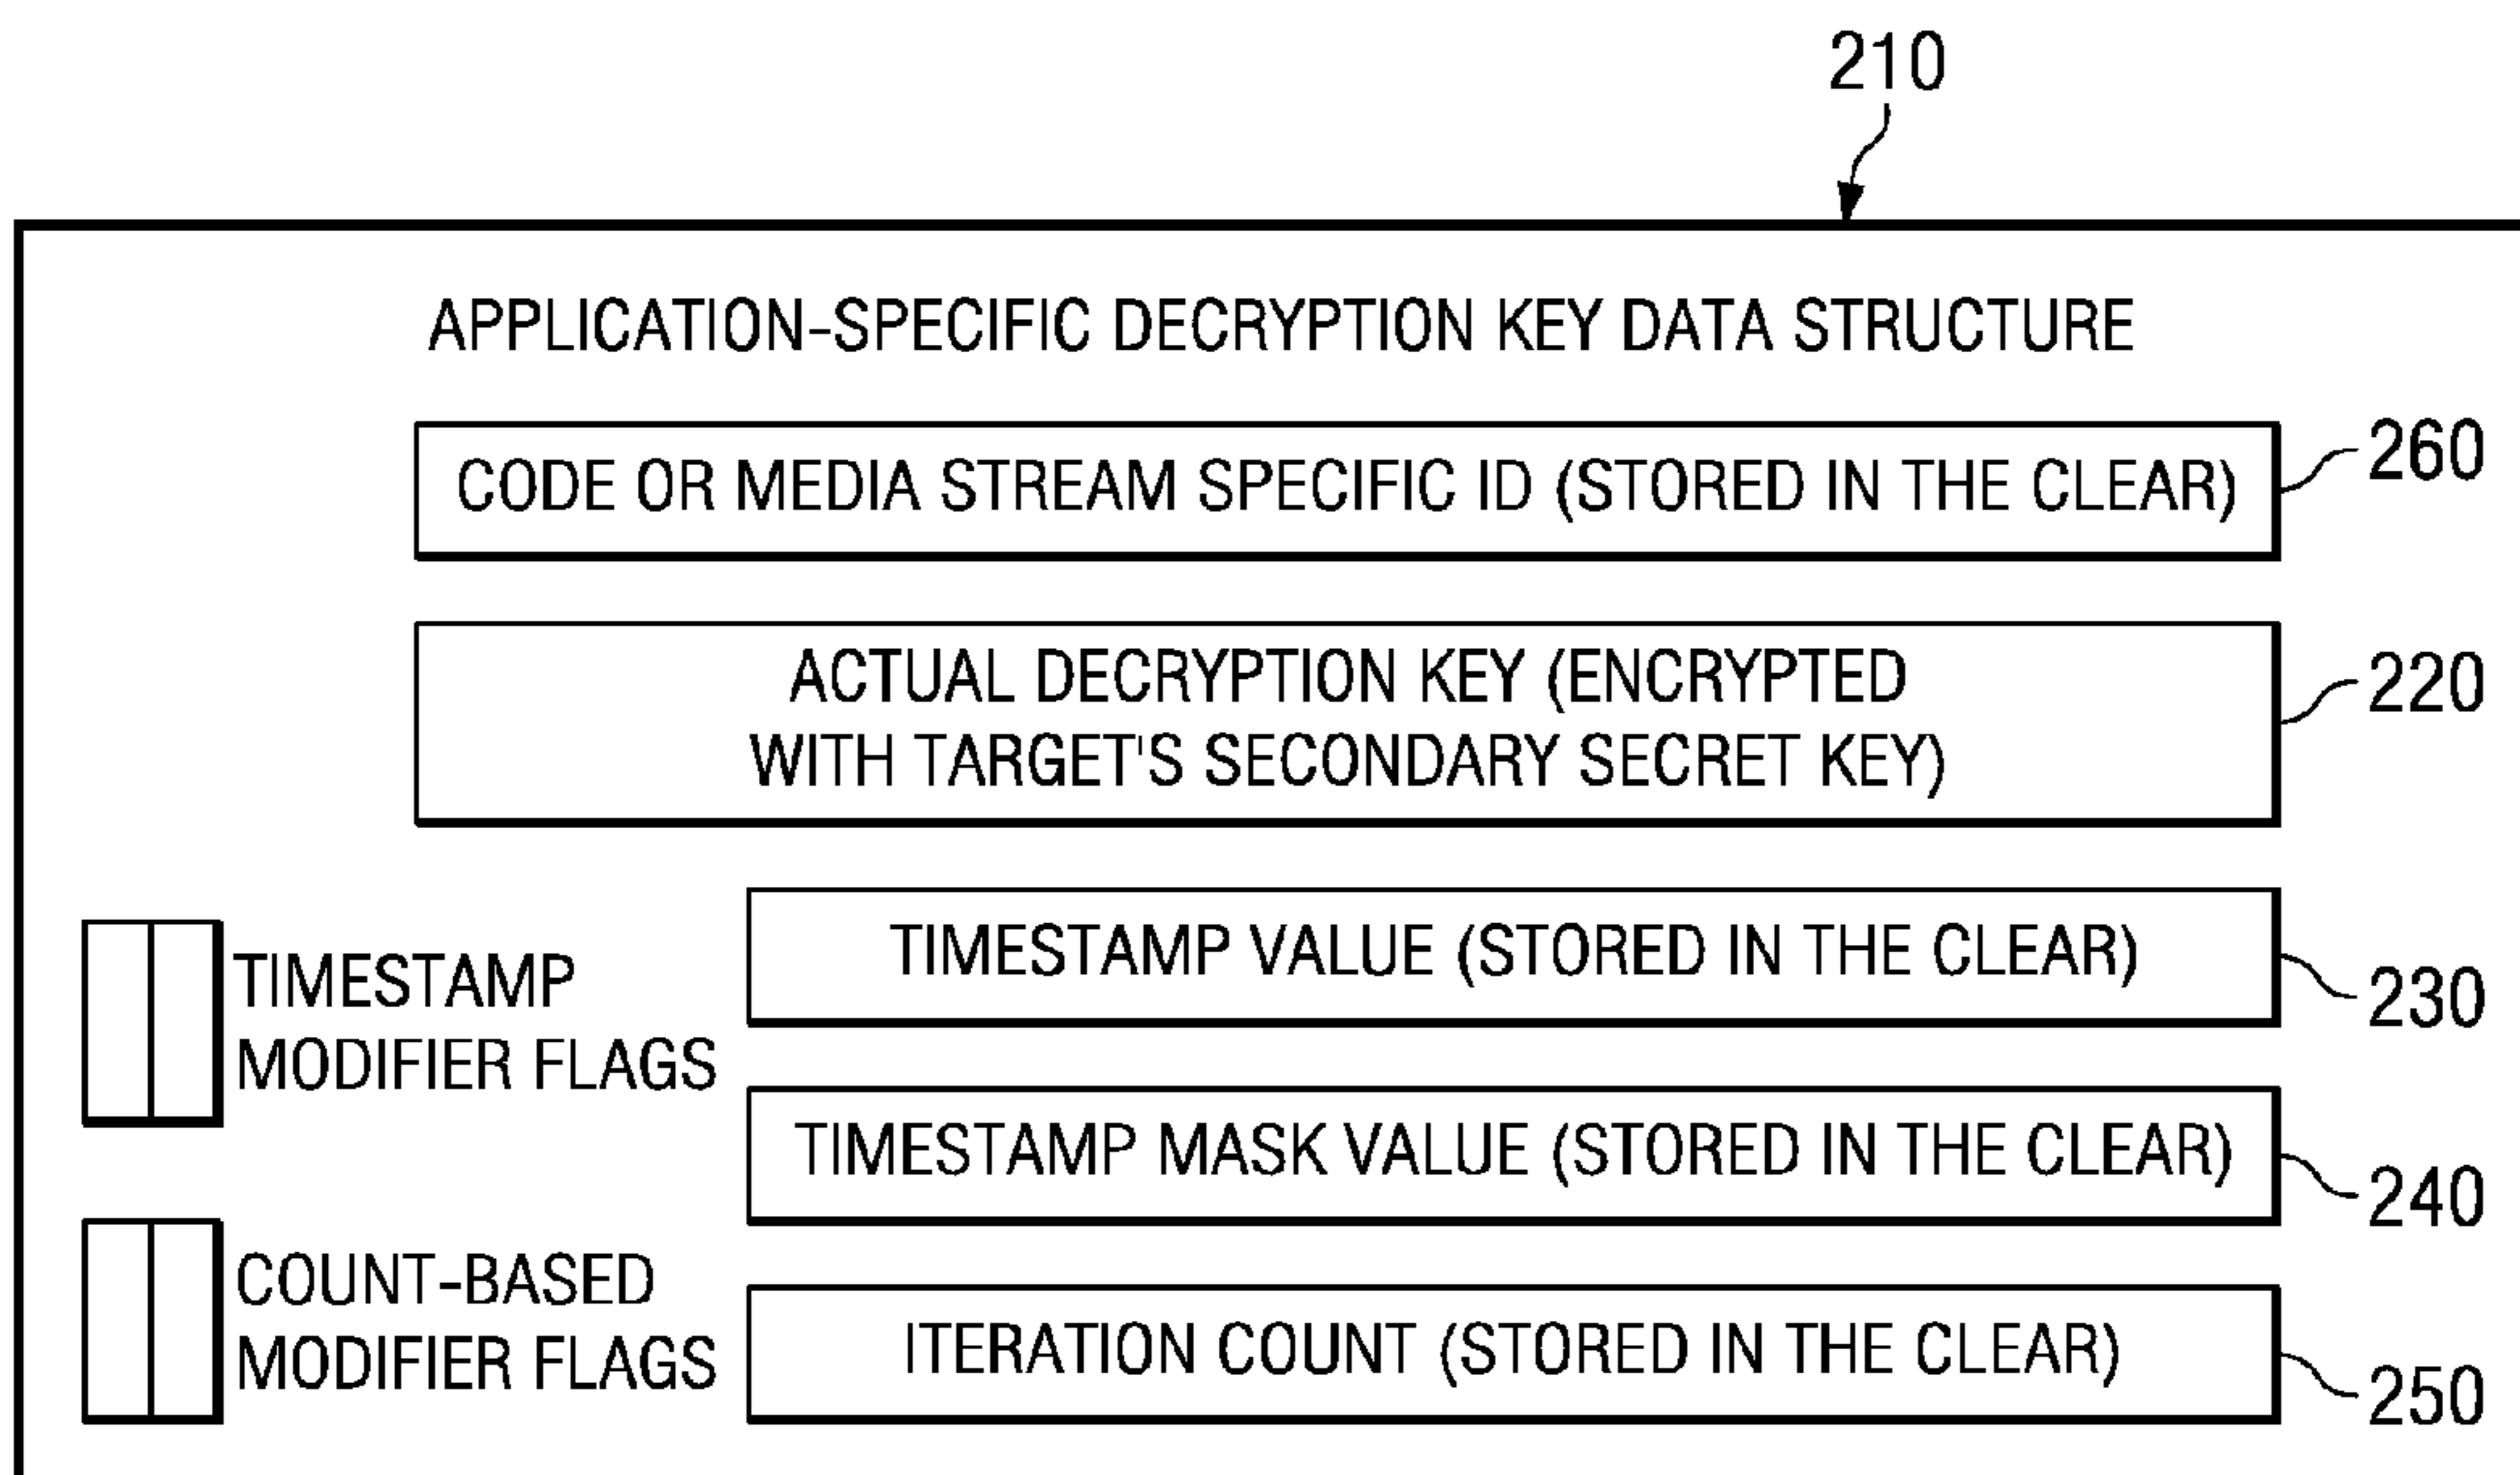 210
APPLICATION-SPECIFIC DECRYPTION KEY DATA STRUCTURE
CODE OR MEDIA STREAM SPECIFIC ID (STORED IN THE CLEAR)
260
ACTUAL DECRYPTION KEY (ENCRYPTED
WITH TARGET'S SECONDARY SECRET KEY)
220
TIMESTAMP
MODIFIER FLAGS
TIMESTAMP VALUE (STORED IN THE CLEAR)
230
TIMESTAMP MASK VALUE (STORED IN THE CLEAR)
240
COUNT-BASED
MODIFIER FLAGS
ITERATION COUNT (STORED IN THE CLEAR)
250